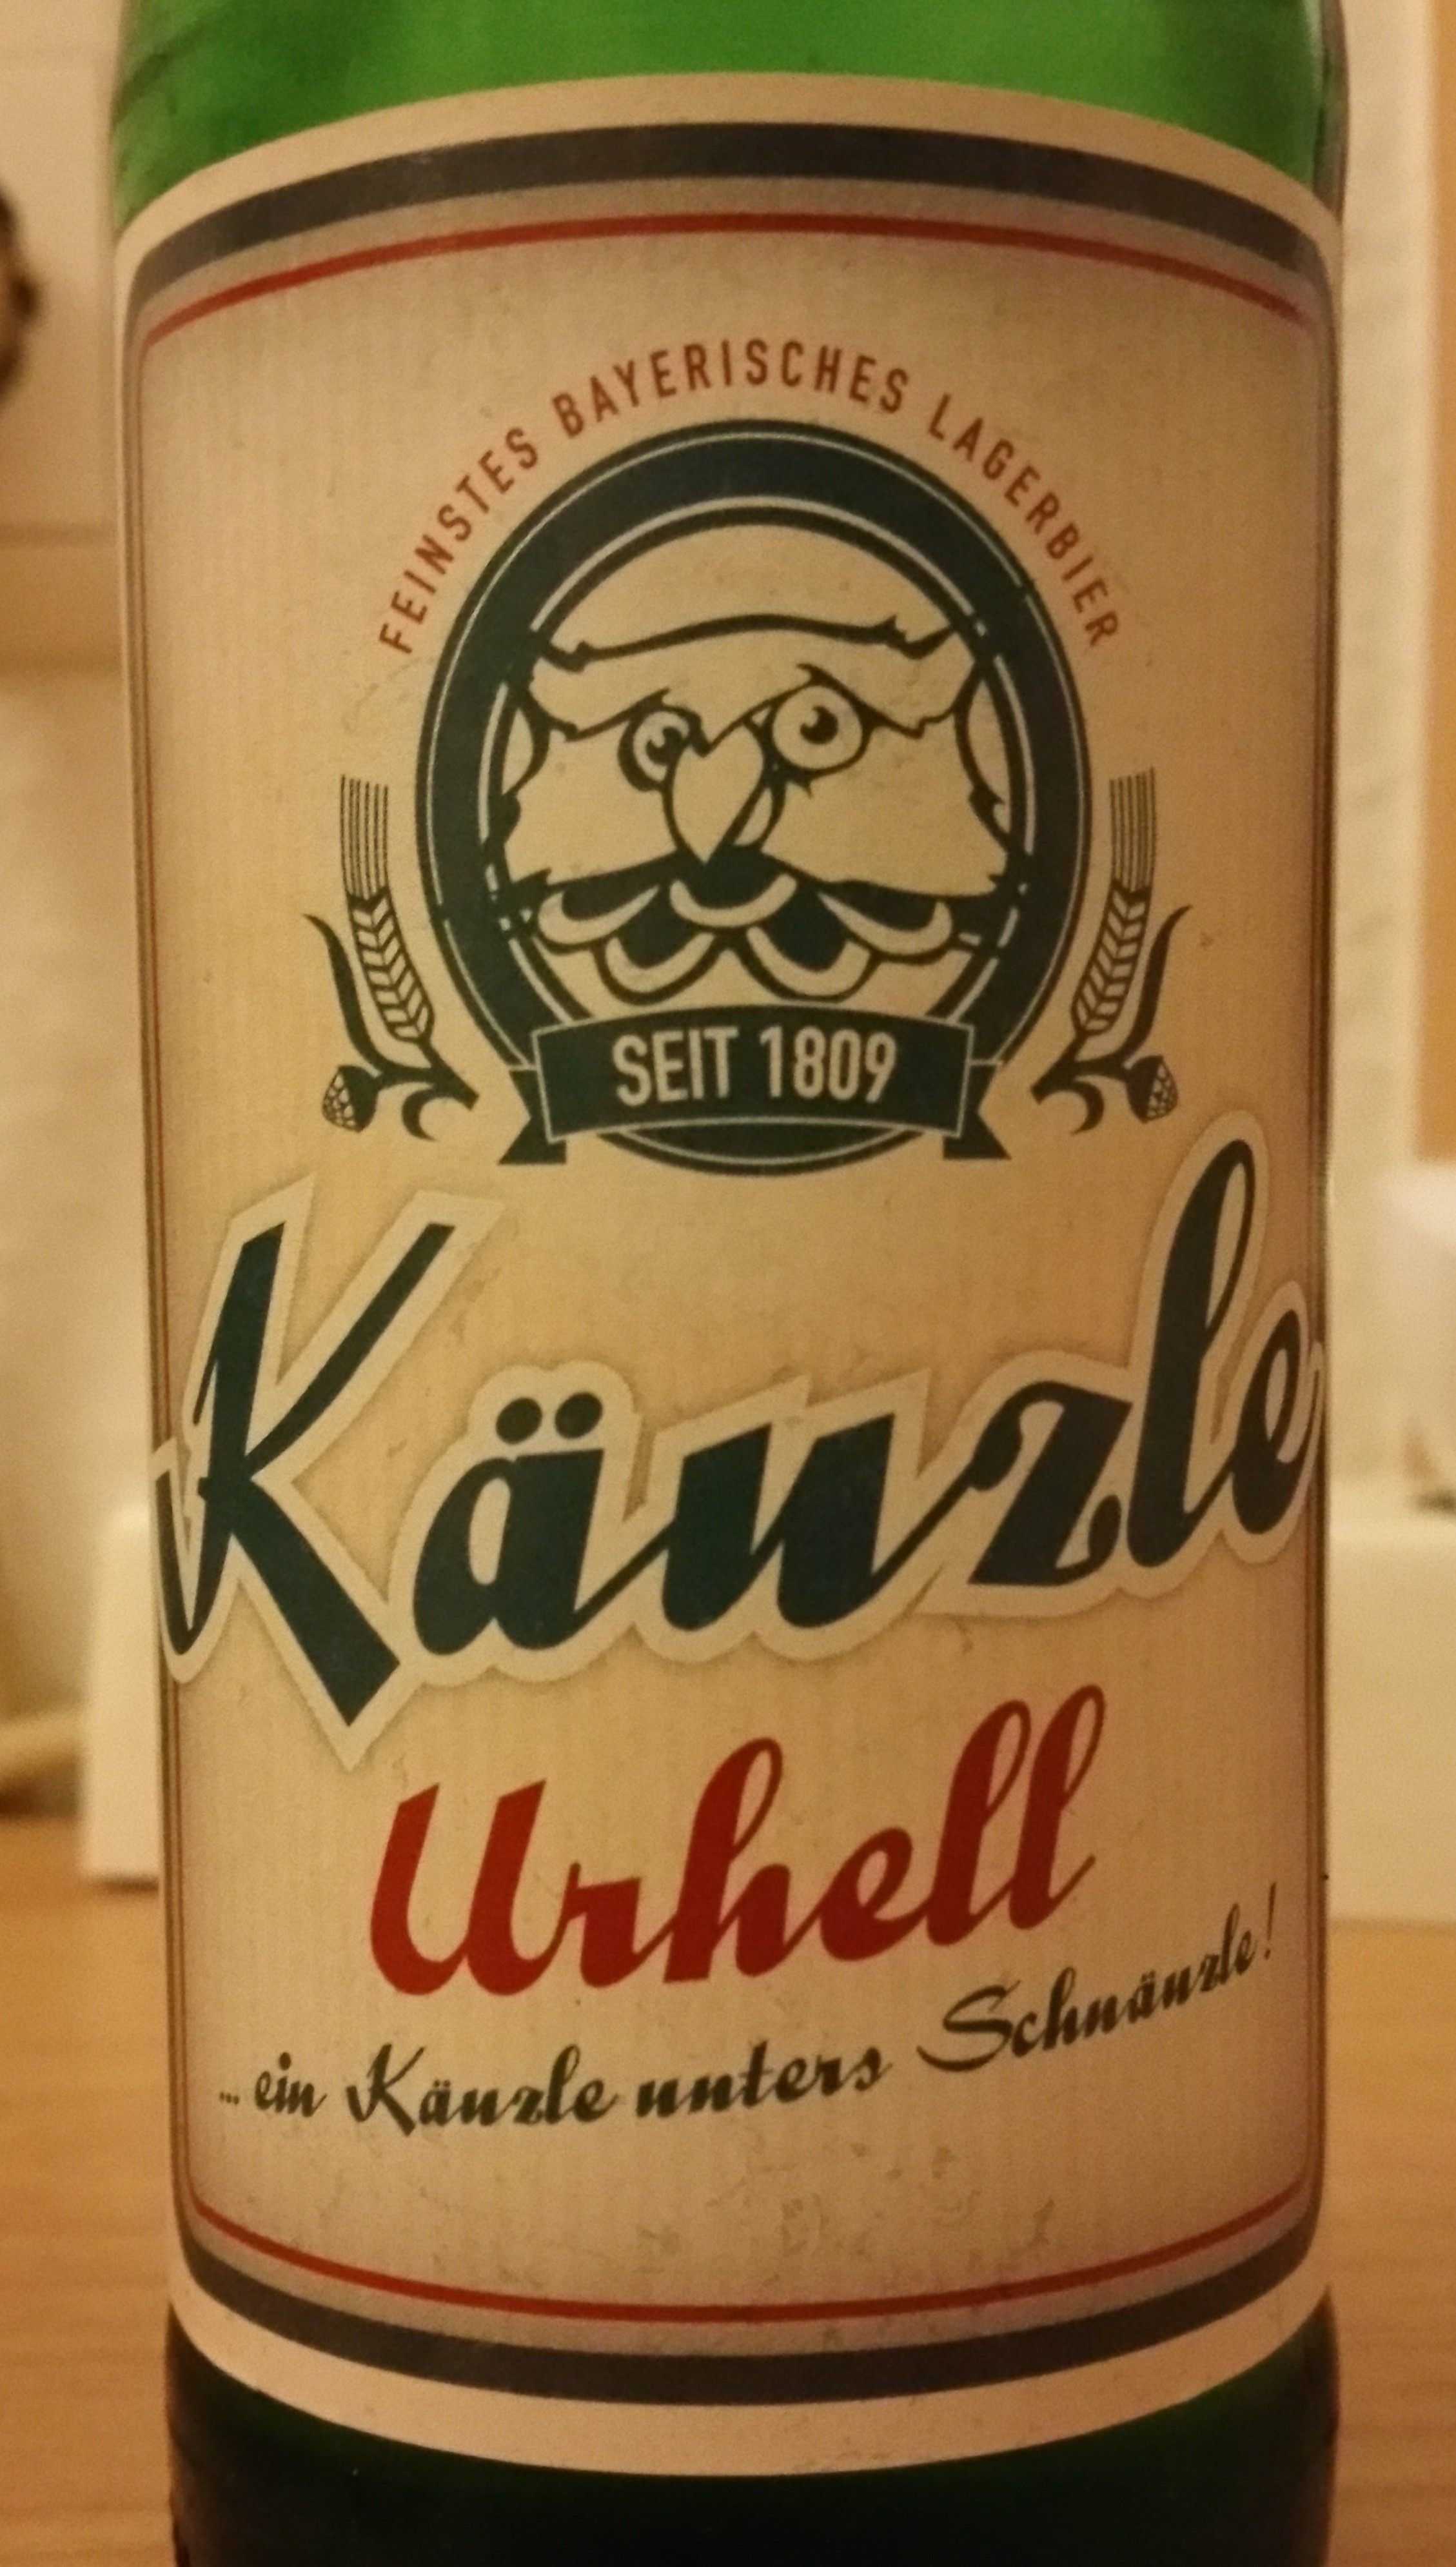 FEINSTES BAYERISCHES LAGERBIER
SEIT 1809
Käuzle
Urhell
... ein Käuzle unters Schnäuzle!